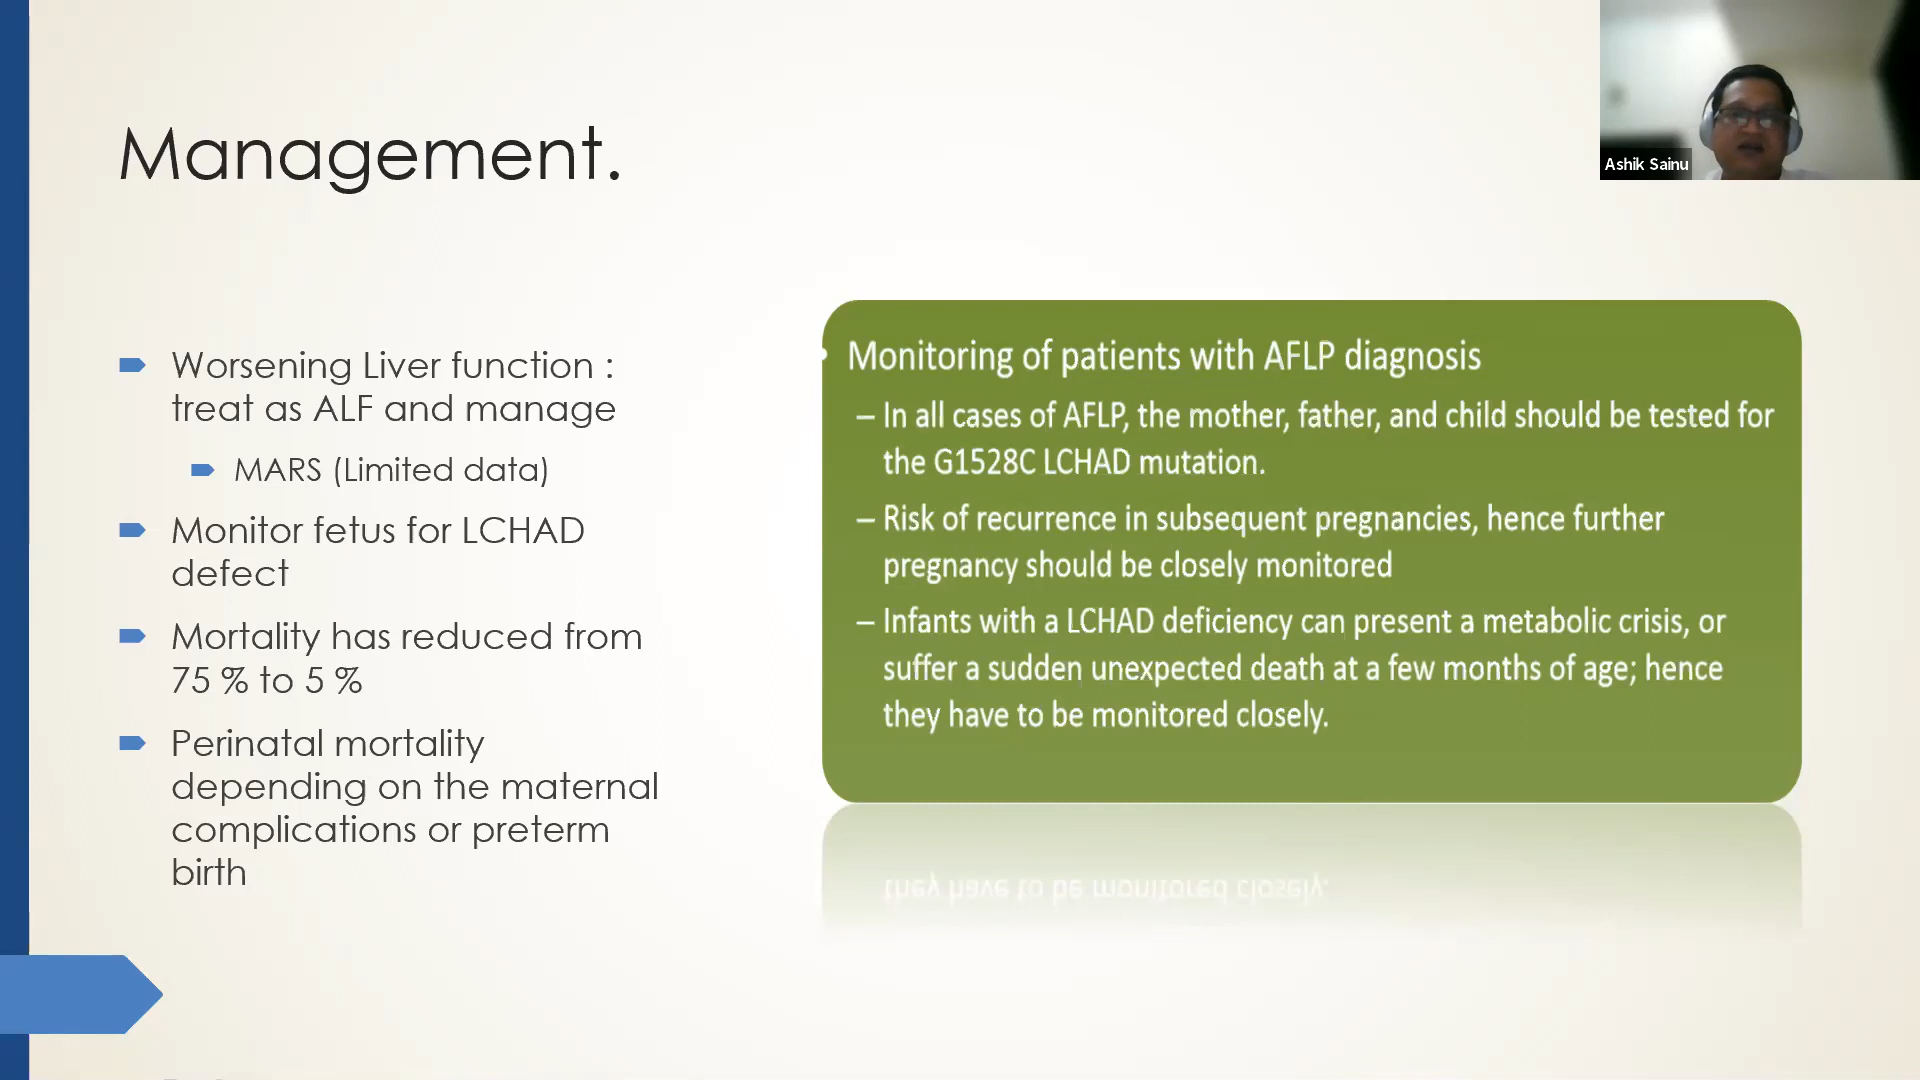 Management.
Ashik Sainu
Worsening Liver function :
treat as ALF and manage
MARS (Limited data)
Monitor fetus for LCHAD
defect
Mortality has reduced from
75 % to 5 %
Perinatal mortality
depending on the maternal
complications or preterm
birth
• Monitoring of patients with AFLP diagnosis
– In all cases of AFLP, the mother, father, and child should be tested for
the G1528C LCHAD mutation.
– Risk of recurrence in subsequent pregnancies, hence further
pregnancy should be closely monitored
– Infants with a LCHAD deficiency can present a metabolic crisis, or
suffer a sudden unexpected death at a few months of age; hence
they have to be monitored closely.